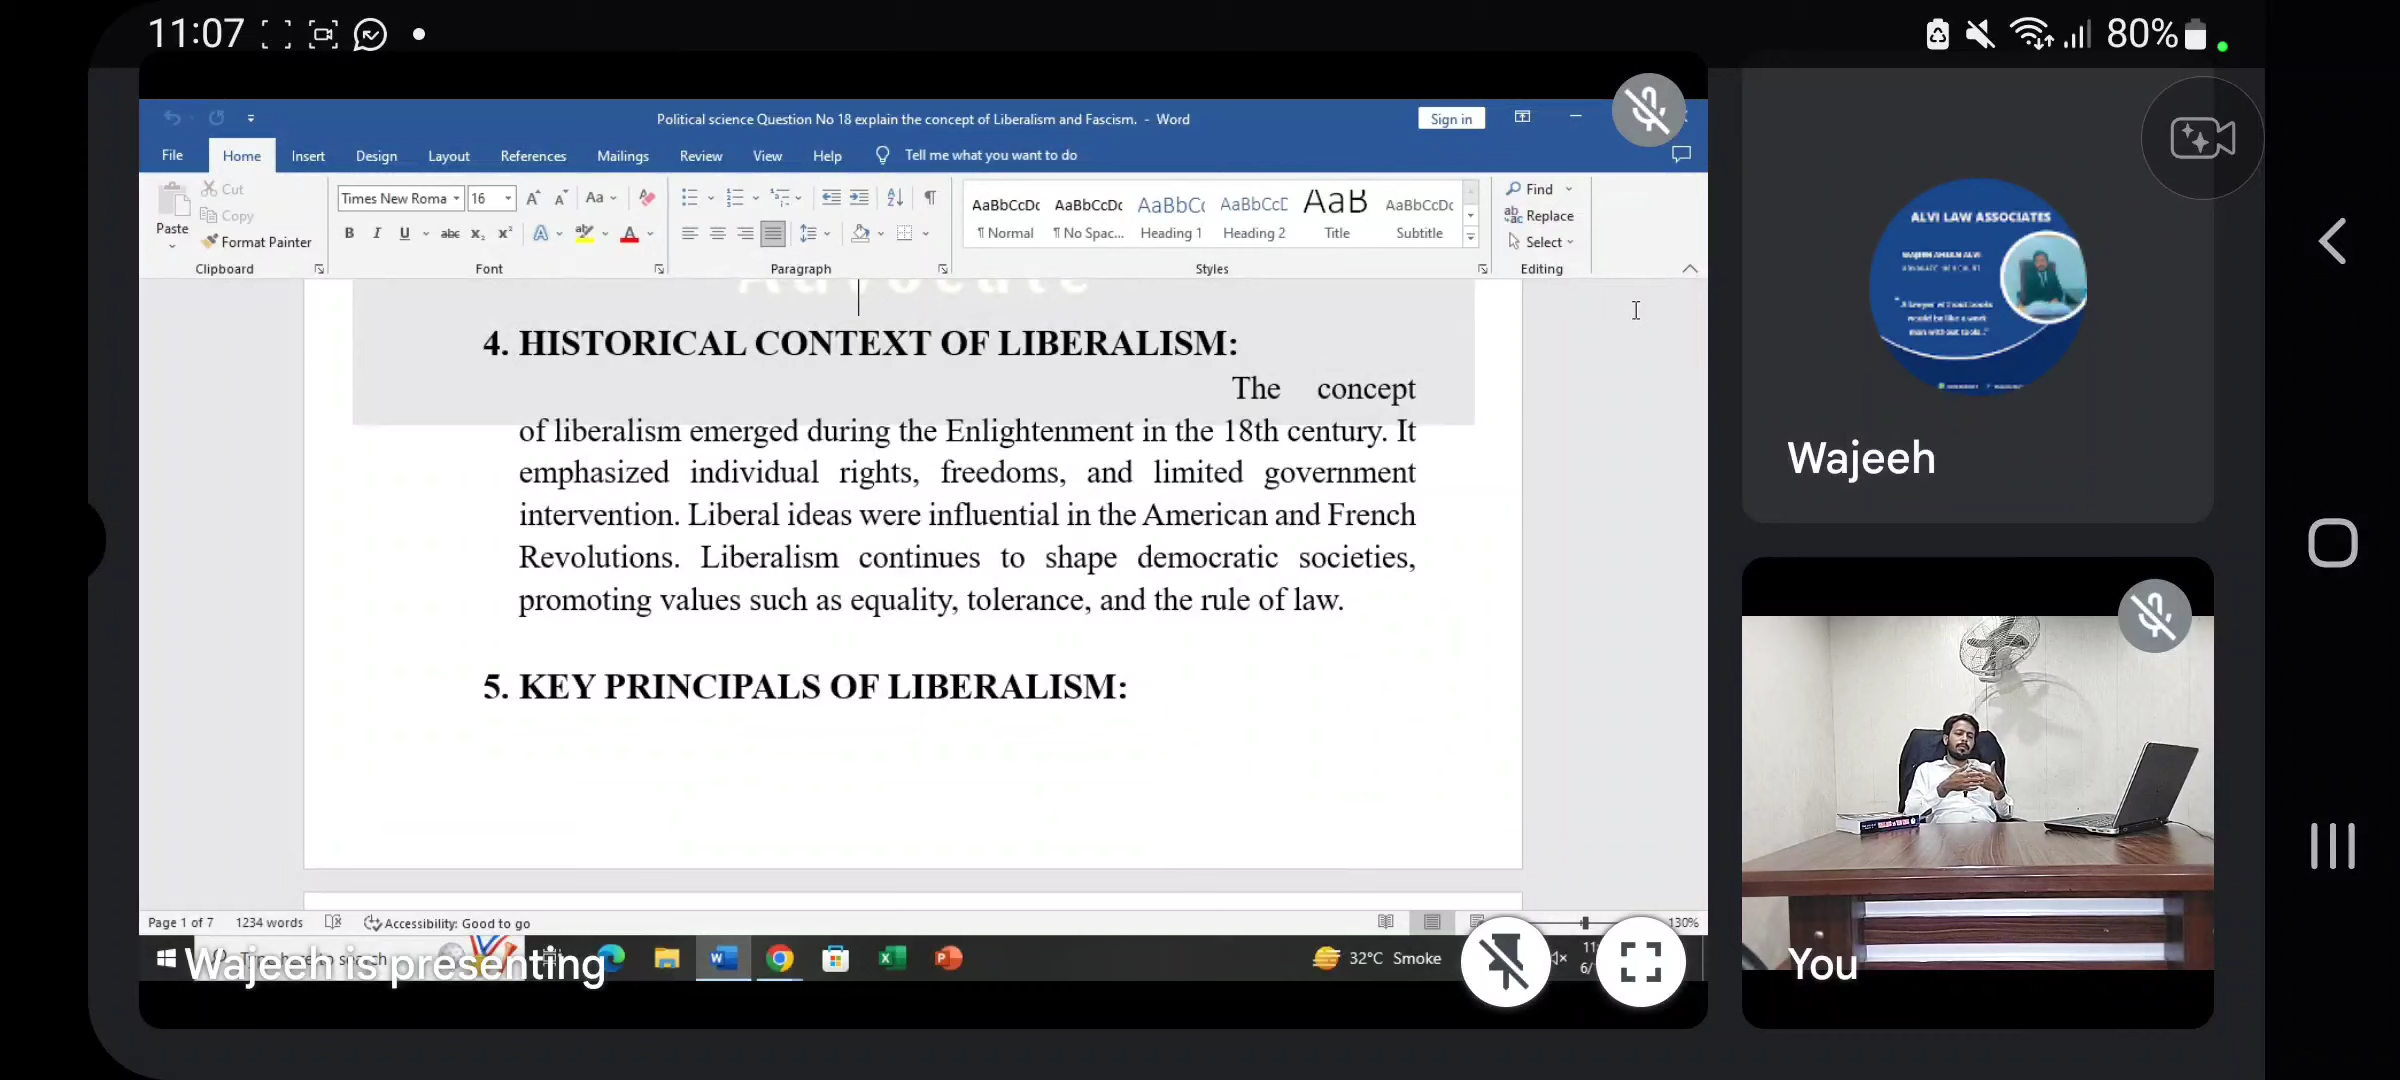 11:07
80%
Political science Question No 18 explain the concept of Liberalism and Fascism. - Word
Sign in
File Home Insert Design Layout References Mailings Review View Help Tell me what you want to do
Paste
Cut
Copy
Format Painter
Clipboard
Times New Roma 16
Font
Paragraph
AaBbCcDc AaBbCcDc AaBbC( AaBbCcE AaB AaBbCcDc
¶ Normal ¶ No Spac... Heading 1 Heading 2 Title Subtitle
Styles
Find
Replace
Select
Editing
Advocate
4. HISTORICAL CONTEXT OF LIBERALISM:
The concept
of liberalism emerged during the Enlightenment in the 18th century. It
emphasized individual rights, freedoms, and limited government
intervention. Liberal ideas were influential in the American and French
Revolutions. Liberalism continues to shape democratic societies,
promoting values such as equality, tolerance, and the rule of law.
5. KEY PRINCIPALS OF LIBERALISM:
Page 1 of 7 1234 words Accessibility: Good to go
130%
Wajeeh is presenting
32°C Smoke
ALVI LAW ASSOCIATES
Wajeeh
You